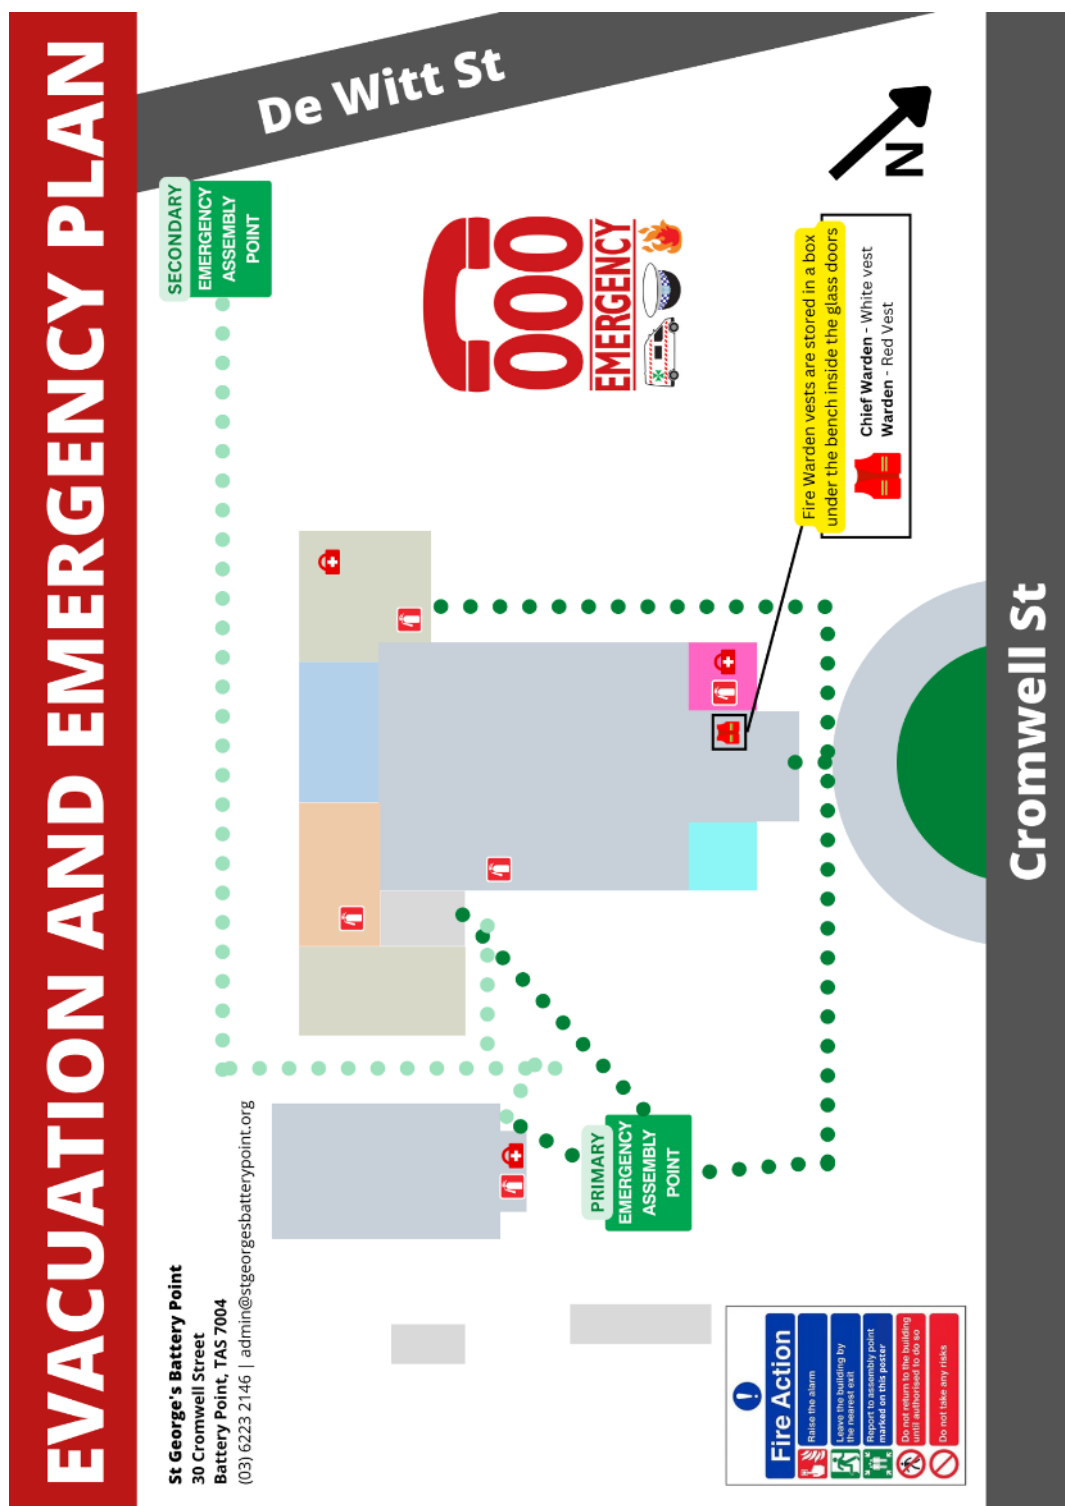 EVACUATION AND EMERGENCY PLAN
De Witt St
SECONDARY
EMERGENCY
ASSEMBLY
POINT
000
EMERGENCY
N
Fire Warden vests are stored in a box
under the bench inside the glass doors
Chief Warden - White vest
Warden - Red Vest
Cromwell St
PRIMARY
EMERGENCY
ASSEMBLY
POINT
St George's Battery Point
30 Cromwell Street
Battery Point, TAS 7004
(03) 6223 2146 | admin@stgeorgesbatterypoint.org
Fire Action
Raise the alarm
Leave the building by
the nearest exit
Report to assembly point
marked on this poster
Do not return to the building
until authorised to do so
Do not take any risks